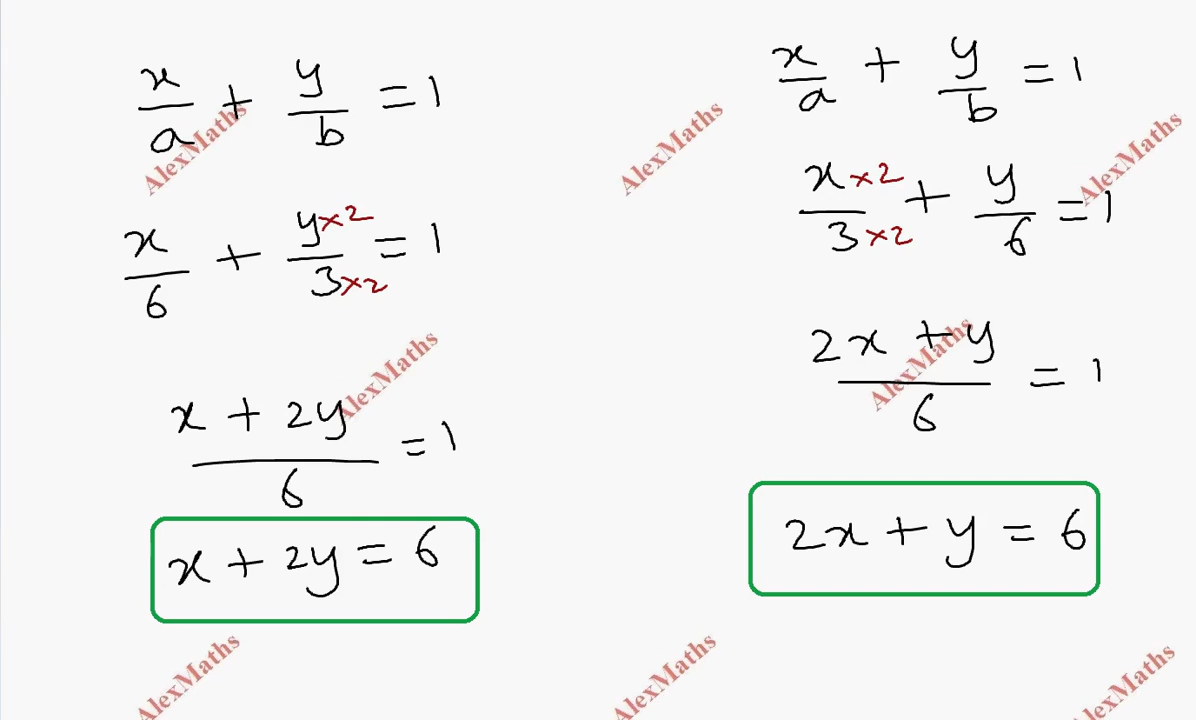 x/a + y/b = 1
x/6 + y×2/3×2 = 1
x + 2y/6 = 1
x + 2y = 6
x/a + y/b = 1
x×2/3×2 + y/6 = 1
2x + y/6 = 1
2x + y = 6
AlexMaths
AlexMaths
AlexMaths
AlexMaths
AlexMaths
AlexMaths
AlexMaths
AlexMaths